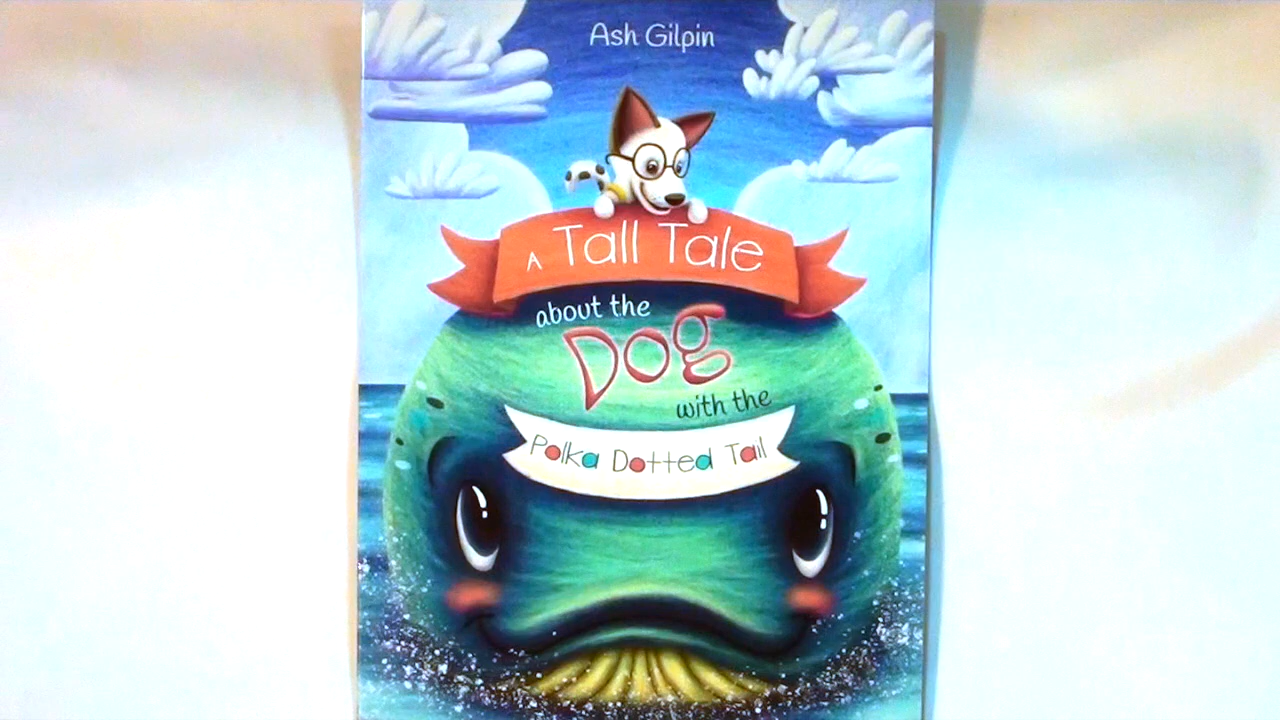 Ash Gilpin
A Tall Tale
about the
Dog
with the
Polka Dotted Tail